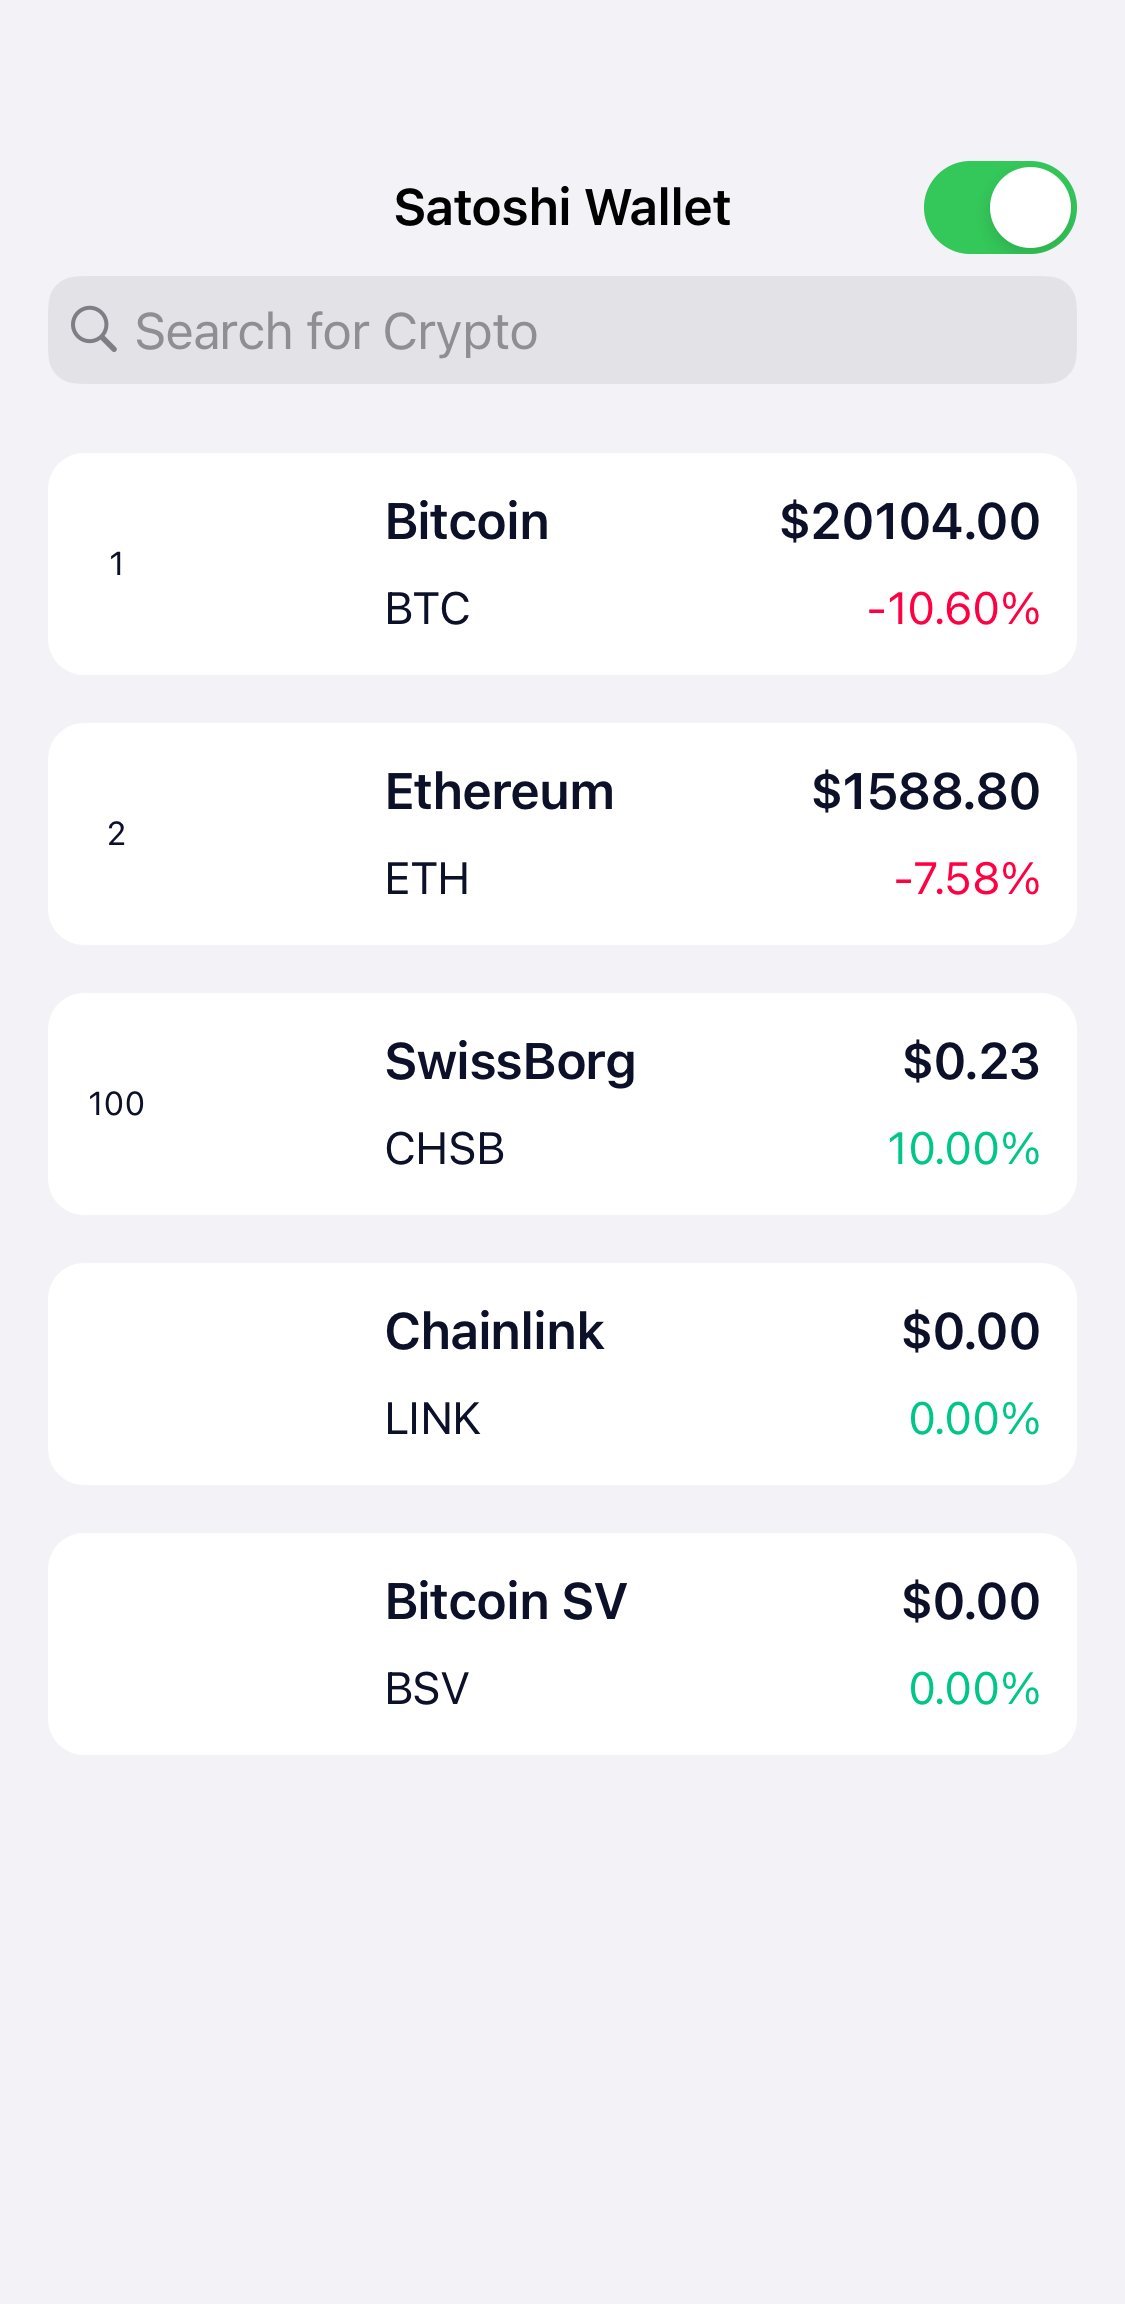 Satoshi Wallet
Search for Crypto
1
Bitcoin
$20104.00
BTC
-10.60%
2
Ethereum
$1588.80
ETH
-7.58%
100
SwissBorg
$0.23
CHSB
10.00%
Chainlink
$0.00
LINK
0.00%
Bitcoin SV
$0.00
BSV
0.00%